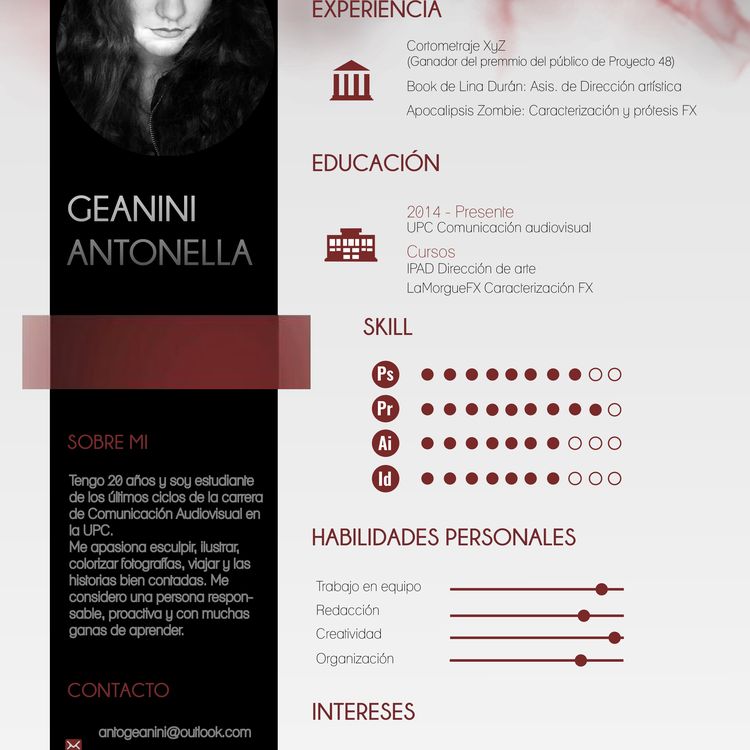 GEANINI
ANTONELLA
SOBRE MI
Tengo 20 años y soy estudiante
de los últimos ciclos de la carrera
de Comunicación Audiovisual en
la UPC.
Me apasiona esculpir, ilustrar,
colorizar fotografías, viajar y las
historias bien contadas. Me
considero una persona respon-
sable, proactiva y con muchas
ganas de aprender.
CONTACTO
antogeanini@outlook.com
EXPERIENCIA
Cortometraje XyZ
(Ganador del premmio del público de Proyecto 48)
Book de Lina Durán: Asis. de Dirección artística
Apocalipsis Zombie: Caracterización y prótesis FX
EDUCACIÓN
2014 - Presente
UPC Comunicación audiovisual
Cursos
IPAD Dirección de arte
LaMorgueFX Caracterización FX
SKILL
Ps
Pr
Ai
Id
HABILIDADES PERSONALES
Trabajo en equipo
Redacción
Creatividad
Organización
INTERESES